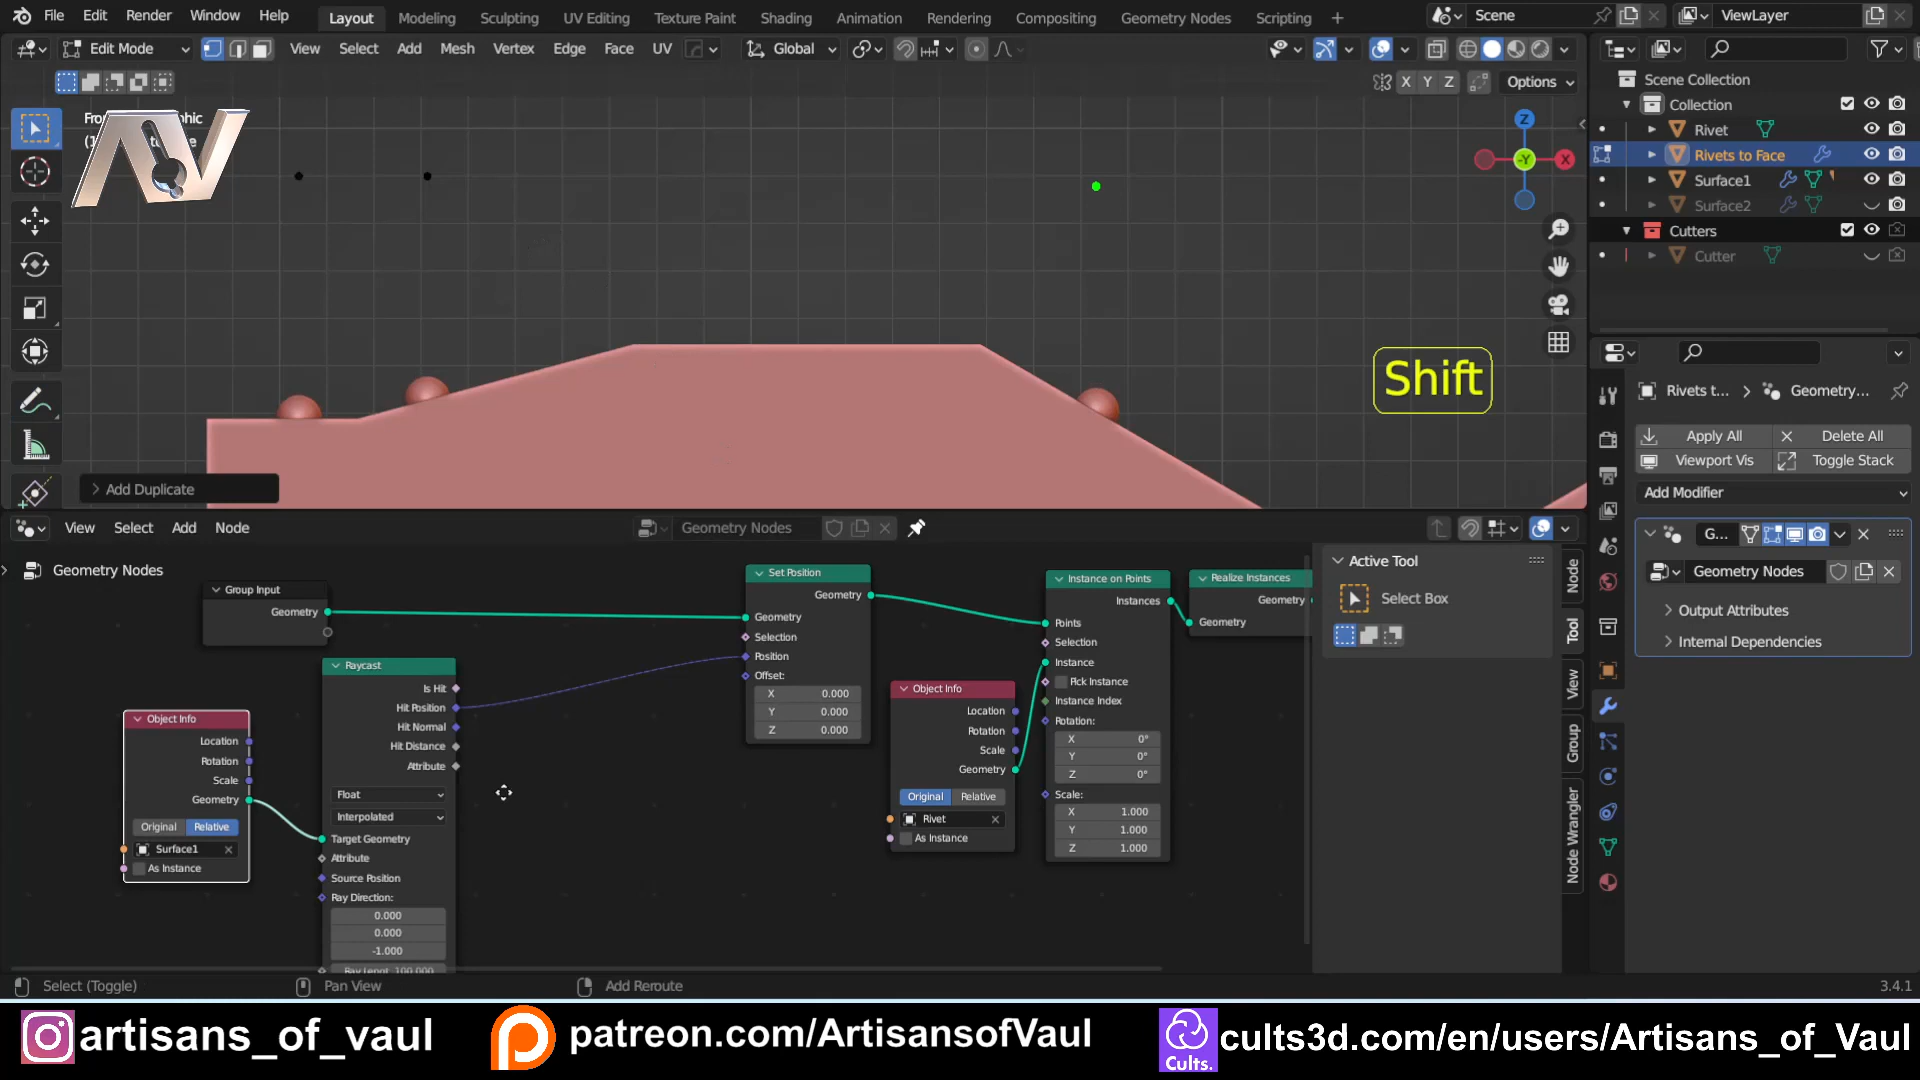 File Edit Render Window Help Layout Modeling Sculpting UV Editing Texture Paint Shading Animation Rendering Compositing Geometry Nodes Scripting + Scene ViewLayer
Edit Mode View Select Add Mesh Vertex Edge Face UV Global
X Y Z Options
Scene Collection
Collection
Rivet
Rivets to Face
Surface1
Surface2
Cutters
Cutter
Z
-Y
X
Shift
Add Duplicate
Rivets t... > Geometry...
Apply All Delete All
Viewport Vis Toggle Stack
Add Modifier
G...
Geometry Nodes
Output Attributes
Internal Dependencies
View Select Add Node Geometry Nodes
Geometry Nodes
Group Input
Geometry
Raycast
Is Hit
Hit Position
Hit Normal
Hit Distance
Attribute
Float
Interpolated
Target Geometry
Attribute
Source Position
Ray Direction:
0.000
0.000
-1.000
Object Info
Location
Rotation
Scale
Geometry
Original Relative
Surface1
As Instance
Set Position
Geometry
Geometry
Selection
Position
Offset:
X 0.000
Y 0.000
Z 0.000
Object Info
Location
Rotation
Scale
Geometry
Original Relative
Rivet
As Instance
Instance on Points
Instances
Points
Selection
Instance
Pick Instance
Instance Index
Rotation:
X 0°
Y 0°
Z 0°
Scale:
X 1.000
Y 1.000
Z 1.000
Realize Instances
Geometry
Geometry
Active Tool
Select Box
Node
Tool
View
Group
Node Wrangler
Select (Toggle) Pan View Add Reroute 3.4.1
artisans_of_vaul patreon.com/ArtisansofVaul Cults. cults3d.com/en/users/Artisans_of_Vaul